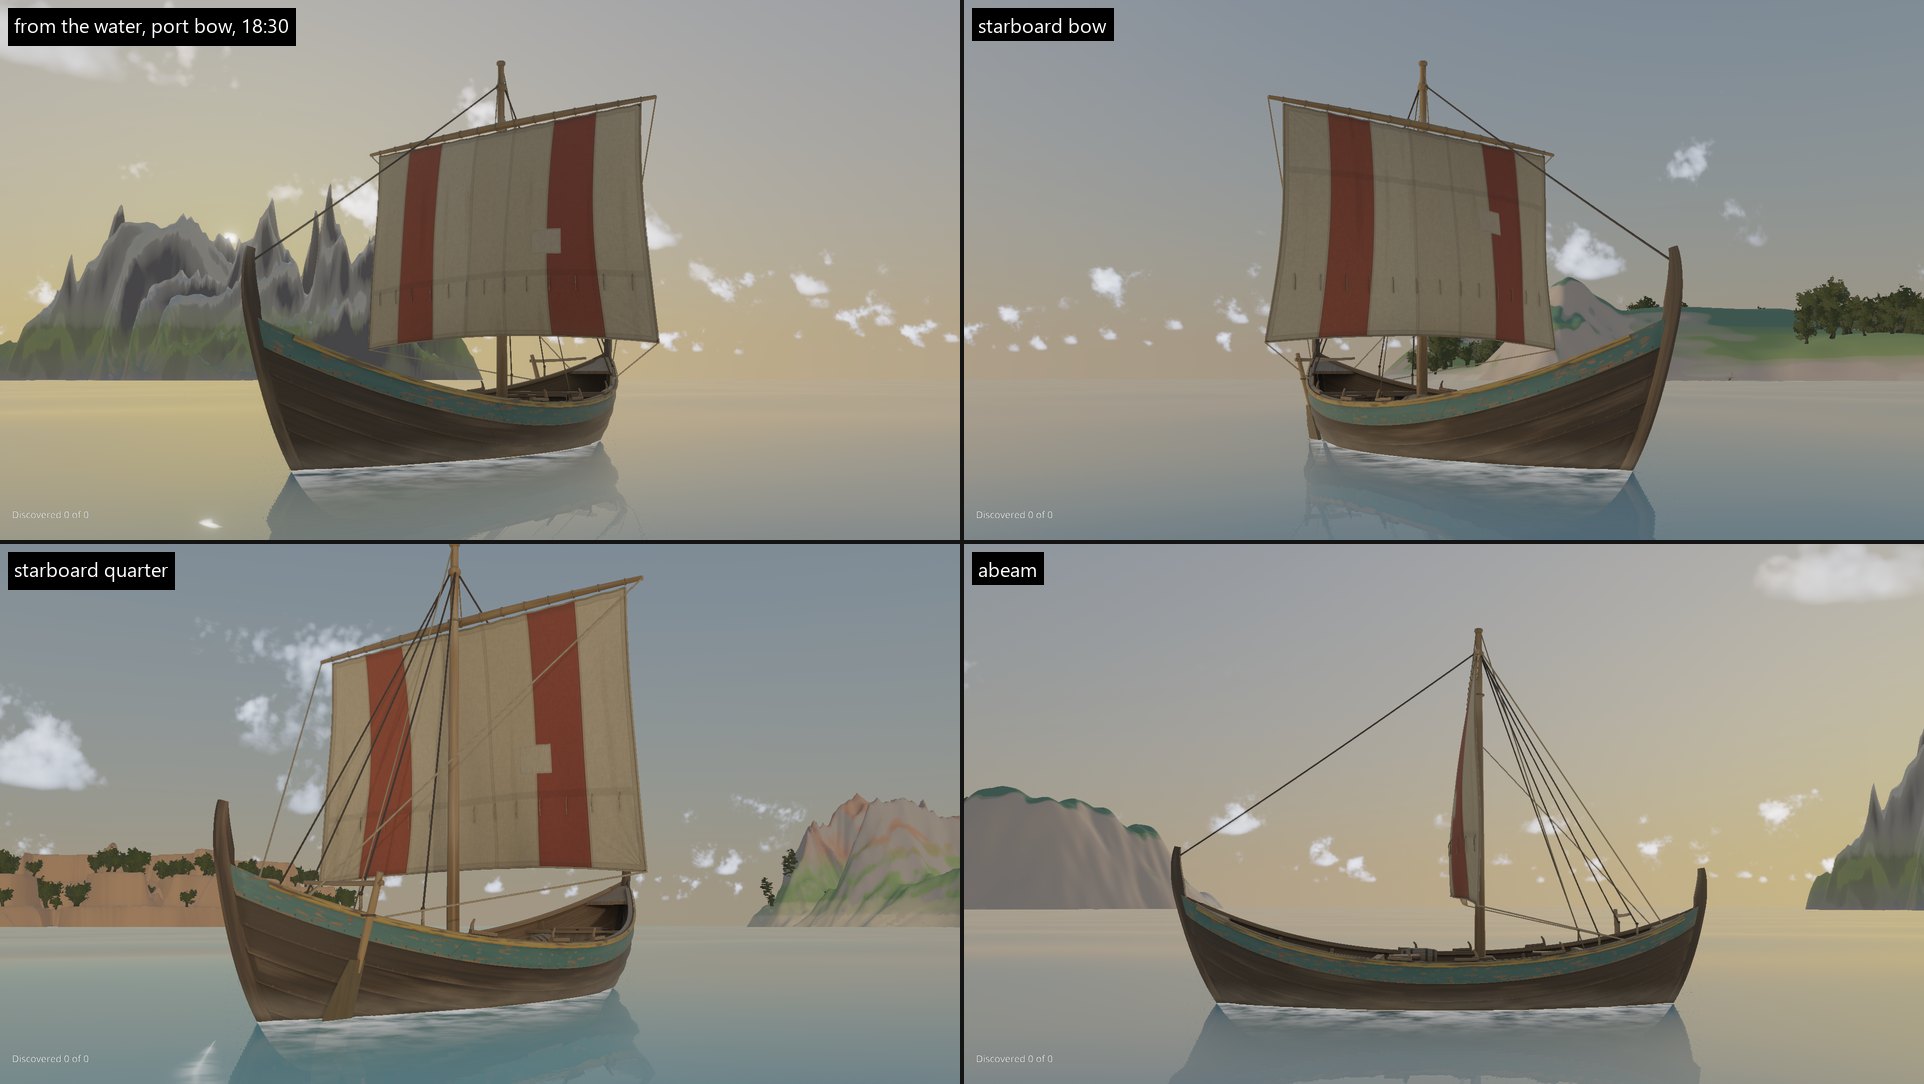 from the water, port bow, 18:30
starboard bow
Discovered 0 of 0
Discovered 0 of 0
starboard quarter
abeam
Discovered 0 of 0
Discovered 0 of 0